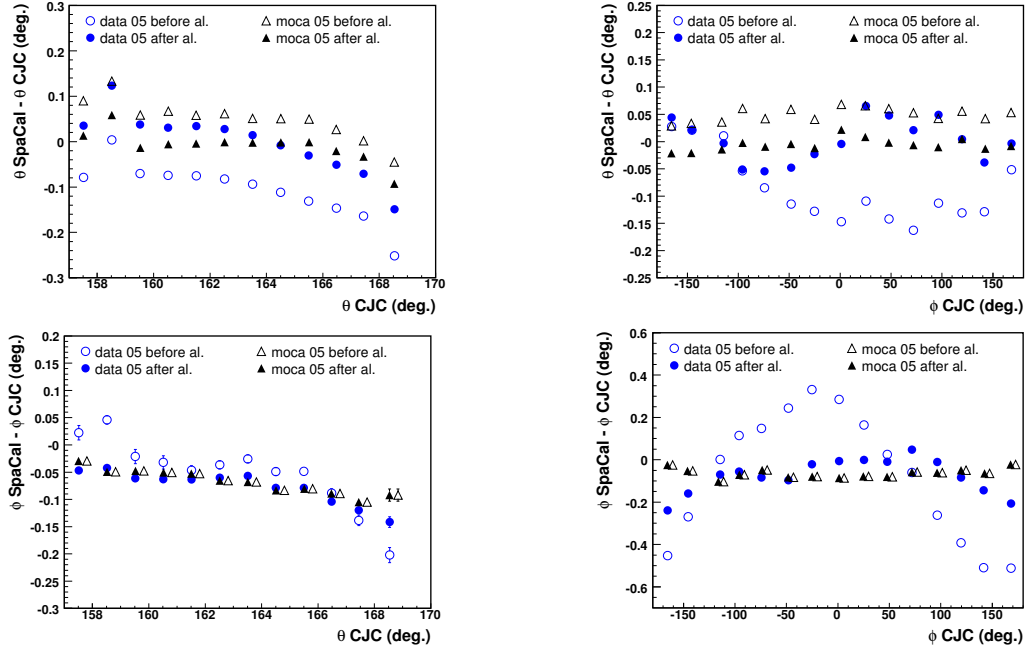 θ SpaCal - θ CJC (deg.)
0.3
0.2
0.1
0
-0.1
-0.2
-0.3
data 05 before al.
moca 05 before al.
data 05 after al.
moca 05 after al.
158 160 162 164 166 168 170
θ CJC (deg.)
θ SpaCal - θ CJC (deg.)
0.25
0.2
0.15
0.1
0.05
-0
-0.05
-0.1
-0.15
-0.2
-0.25
data 05 before al.
moca 05 before al.
data 05 after al.
moca 05 after al.
-150 -100 -50 0 50 100 150
ϕ CJC (deg.)
ϕ SpaCal - ϕ CJC (deg.)
0.2
0.15
0.1
0.05
-0
-0.05
-0.1
-0.15
-0.2
-0.25
-0.3
data 05 before al.
moca 05 before al.
data 05 after al.
moca 05 after al.
158 160 162 164 166 168 170
θ CJC (deg.)
ϕ SpaCal - ϕ CJC (deg.)
0.6
0.4
0.2
0
-0.2
-0.4
-0.6
data 05 before al.
moca 05 before al.
data 05 after al.
moca 05 after al.
-150 -100 -50 0 50 100 150
ϕ CJC (deg.)